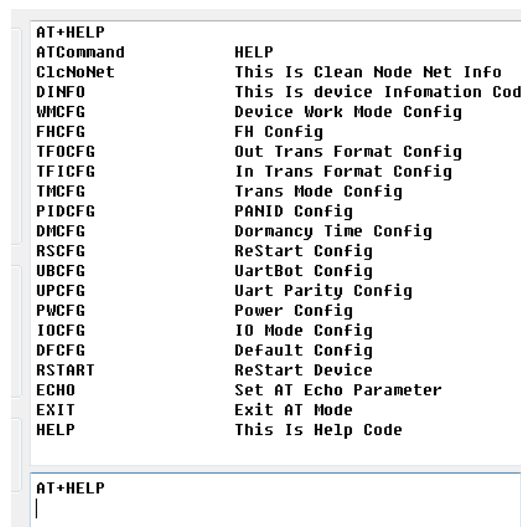 AT+HELP
ATCommand HELP
ClcNoNet This Is Clean Node Net Info
DINFO This Is device Infomation Cod
WMCFG Device Work Mode Config
FHCFG FH Config
TFOCFG Out Trans Format Config
TFICFG In Trans Format Config
TMCFG Trans Mode Config
PIDCFG PANID Config
DMCFG Dormancy Time Config
RSCFG ReStart Config
UBCFG UartBot Config
UPCFG Uart Parity Config
PWCFG Power Config
IOCFG IO Mode Config
DFCFG Default Config
RSTART ReStart Device
ECHO Set AT Echo Parameter
EXIT Exit AT Mode
HELP This Is Help Code
AT+HELP